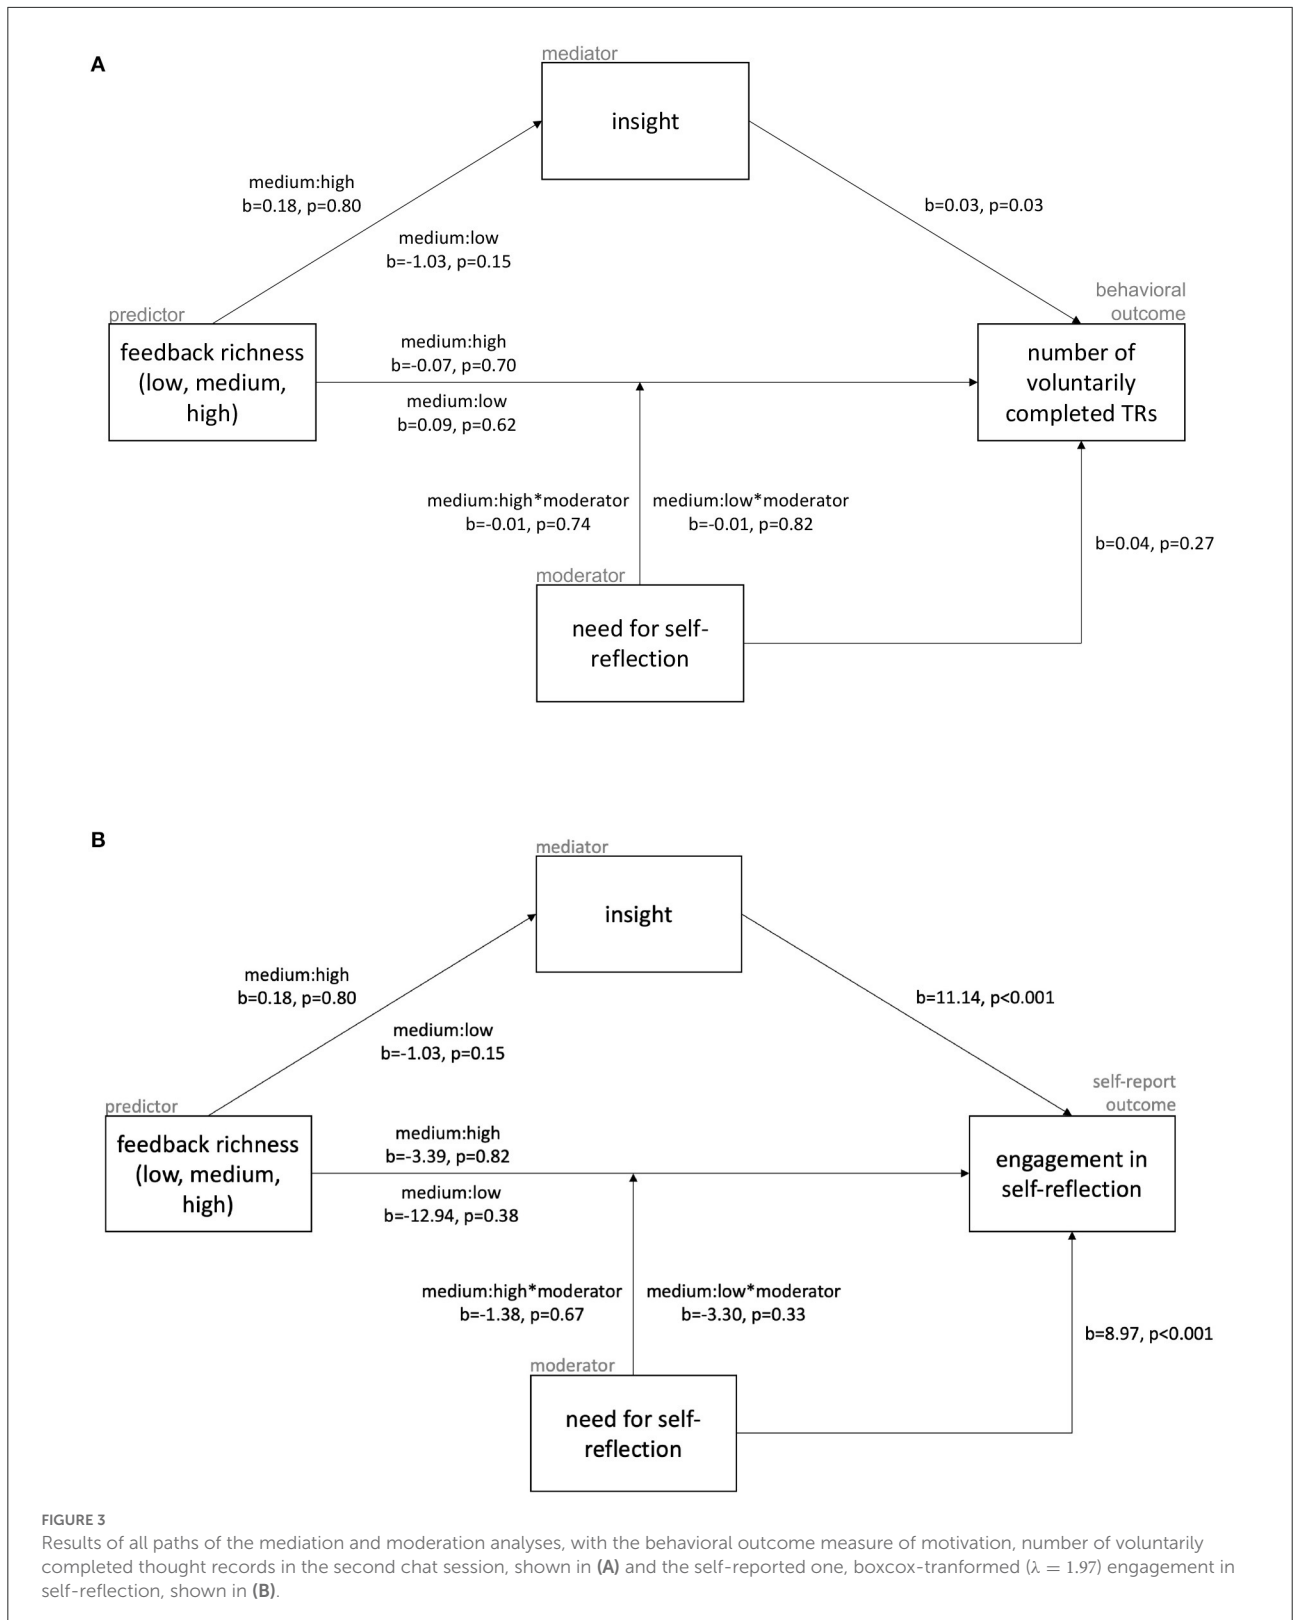 A
mediator
insight
medium:high
b=0.18, p=0.80
b=0.03, p=0.03
medium:low
b=-1.03, p=0.15
behavioral
outcome
predictor
feedback richness
(low, medium,
high)
medium:high
b=-0.07, p=0.70
medium:low
b=0.09, p=0.62
number of
voluntarily
completed TRs
medium:high*moderator
b=-0.01, p=0.74
medium:low*moderator
b=-0.01, p=0.82
b=0.04, p=0.27
moderator
need for self-
reflection
B
mediator
insight
medium:high
b=0.18, p=0.80
b=11.14, p<0.001
medium:low
b=-1.03, p=0.15
self-report
outcome
predictor
feedback richness
(low, medium,
high)
medium:high
b=-3.39, p=0.82
medium:low
b=-12.94, p=0.38
engagement in
self-reflection
medium:high*moderator
b=-1.38, p=0.67
medium:low*moderator
b=-3.30, p=0.33
b=8.97, p<0.001
moderator
need for self-
reflection
FIGURE 3
Results of all paths of the mediation and moderation analyses, with the behavioral outcome measure of motivation, number of voluntarily
completed thought records in the second chat session, shown in (A) and the self-reported one, boxcox-tranformed (λ = 1.97) engagement in
self-reflection, shown in (B).